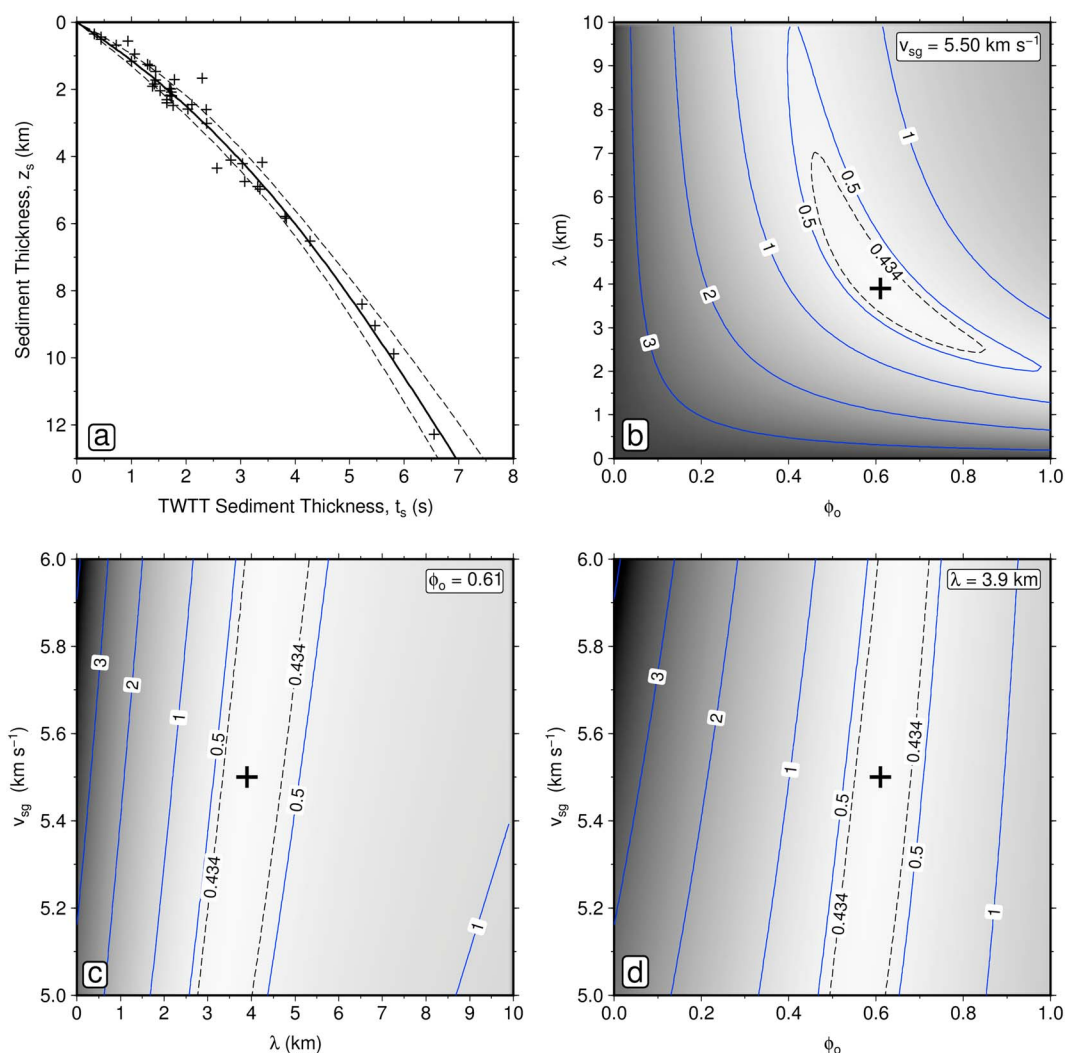 0
2
4
6
8
10
12
Sediment Thickness, zₛ (km)
a
0 1 2 3 4 5 6 7 8
TWTT Sediment Thickness, tₛ (s)
10
9
8
7
6
5
4
3
2
1
0
λ (km)
v_sg = 5.50 km s⁻¹
1
0.5
0.5
0.434
1
2
3
b
0.0 0.2 0.4 0.6 0.8 1.0
ϕₒ
6.0
5.8
5.6
5.4
5.2
5.0
v_sg (km s⁻¹)
ϕₒ = 0.61
3
2
1
0.5
0.434
0.434
0.5
1
c
0 1 2 3 4 5 6 7 8 9 10
λ (km)
6.0
5.8
5.6
5.4
5.2
5.0
v_sg (km s⁻¹)
λ = 3.9 km
3
2
1
0.5
0.434
0.434
0.5
1
d
0.0 0.2 0.4 0.6 0.8 1.0
ϕₒ